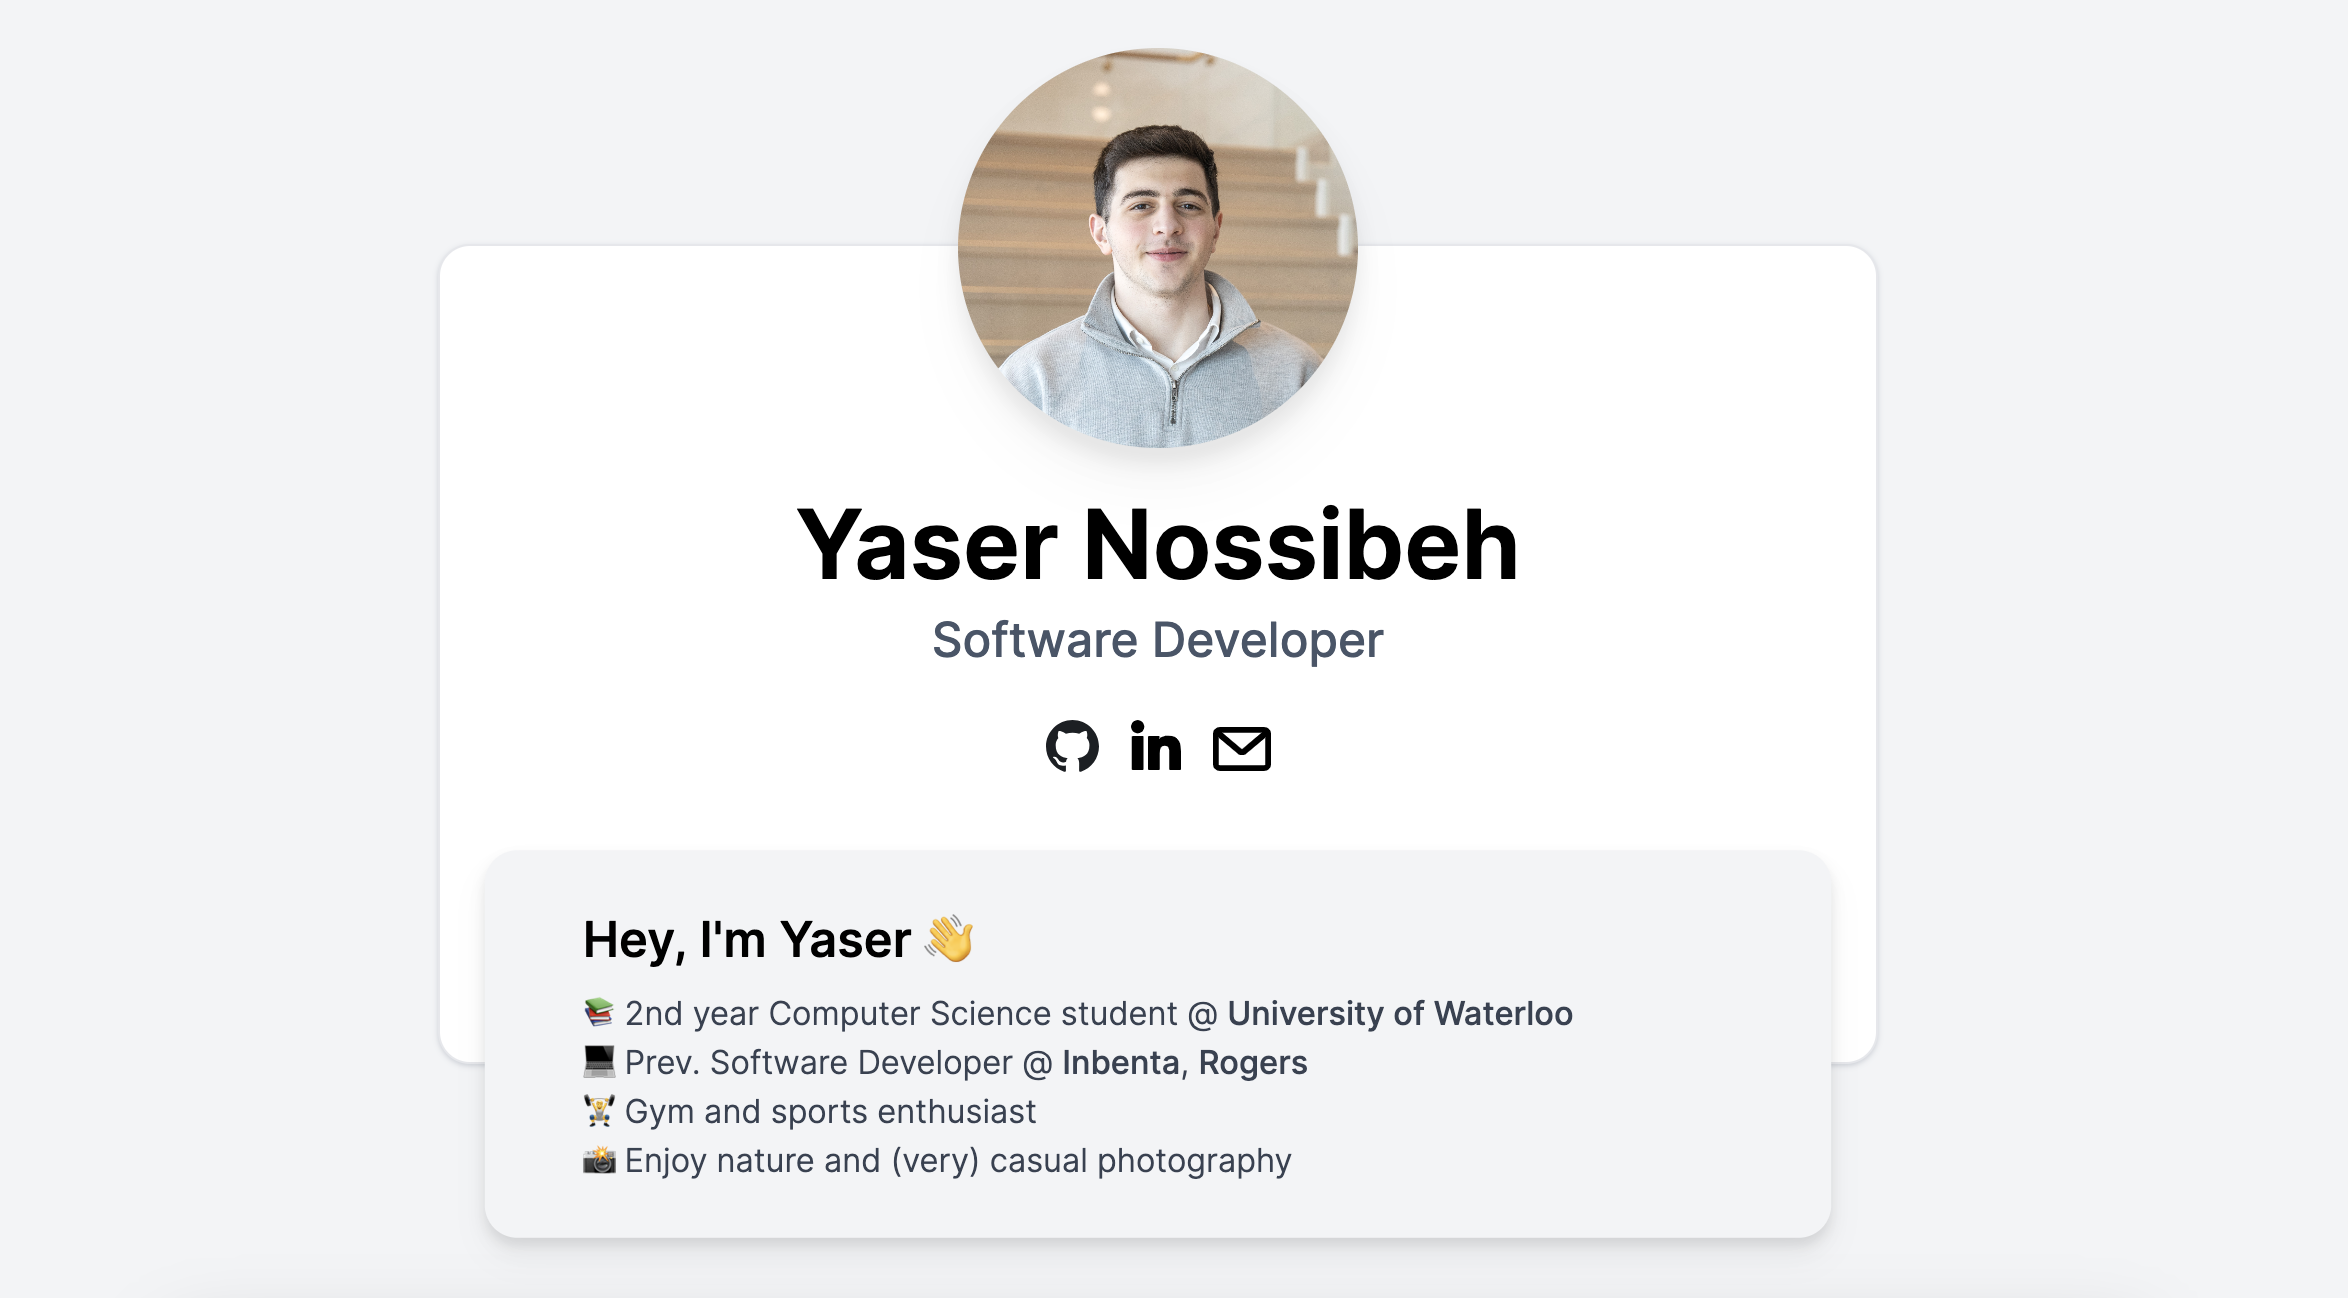 Yaser Nossibeh
Software Developer
in
Hey, I'm Yaser 👋
📚 2nd year Computer Science student @ University of Waterloo
💻 Prev. Software Developer @ Inbenta, Rogers
🏋️ Gym and sports enthusiast
📸 Enjoy nature and (very) casual photography